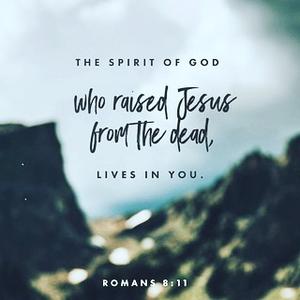 THE SPIRIT OF GOD
who raised Jesus
from the dead,
LIVES IN YOU.
ROMANS 8:11